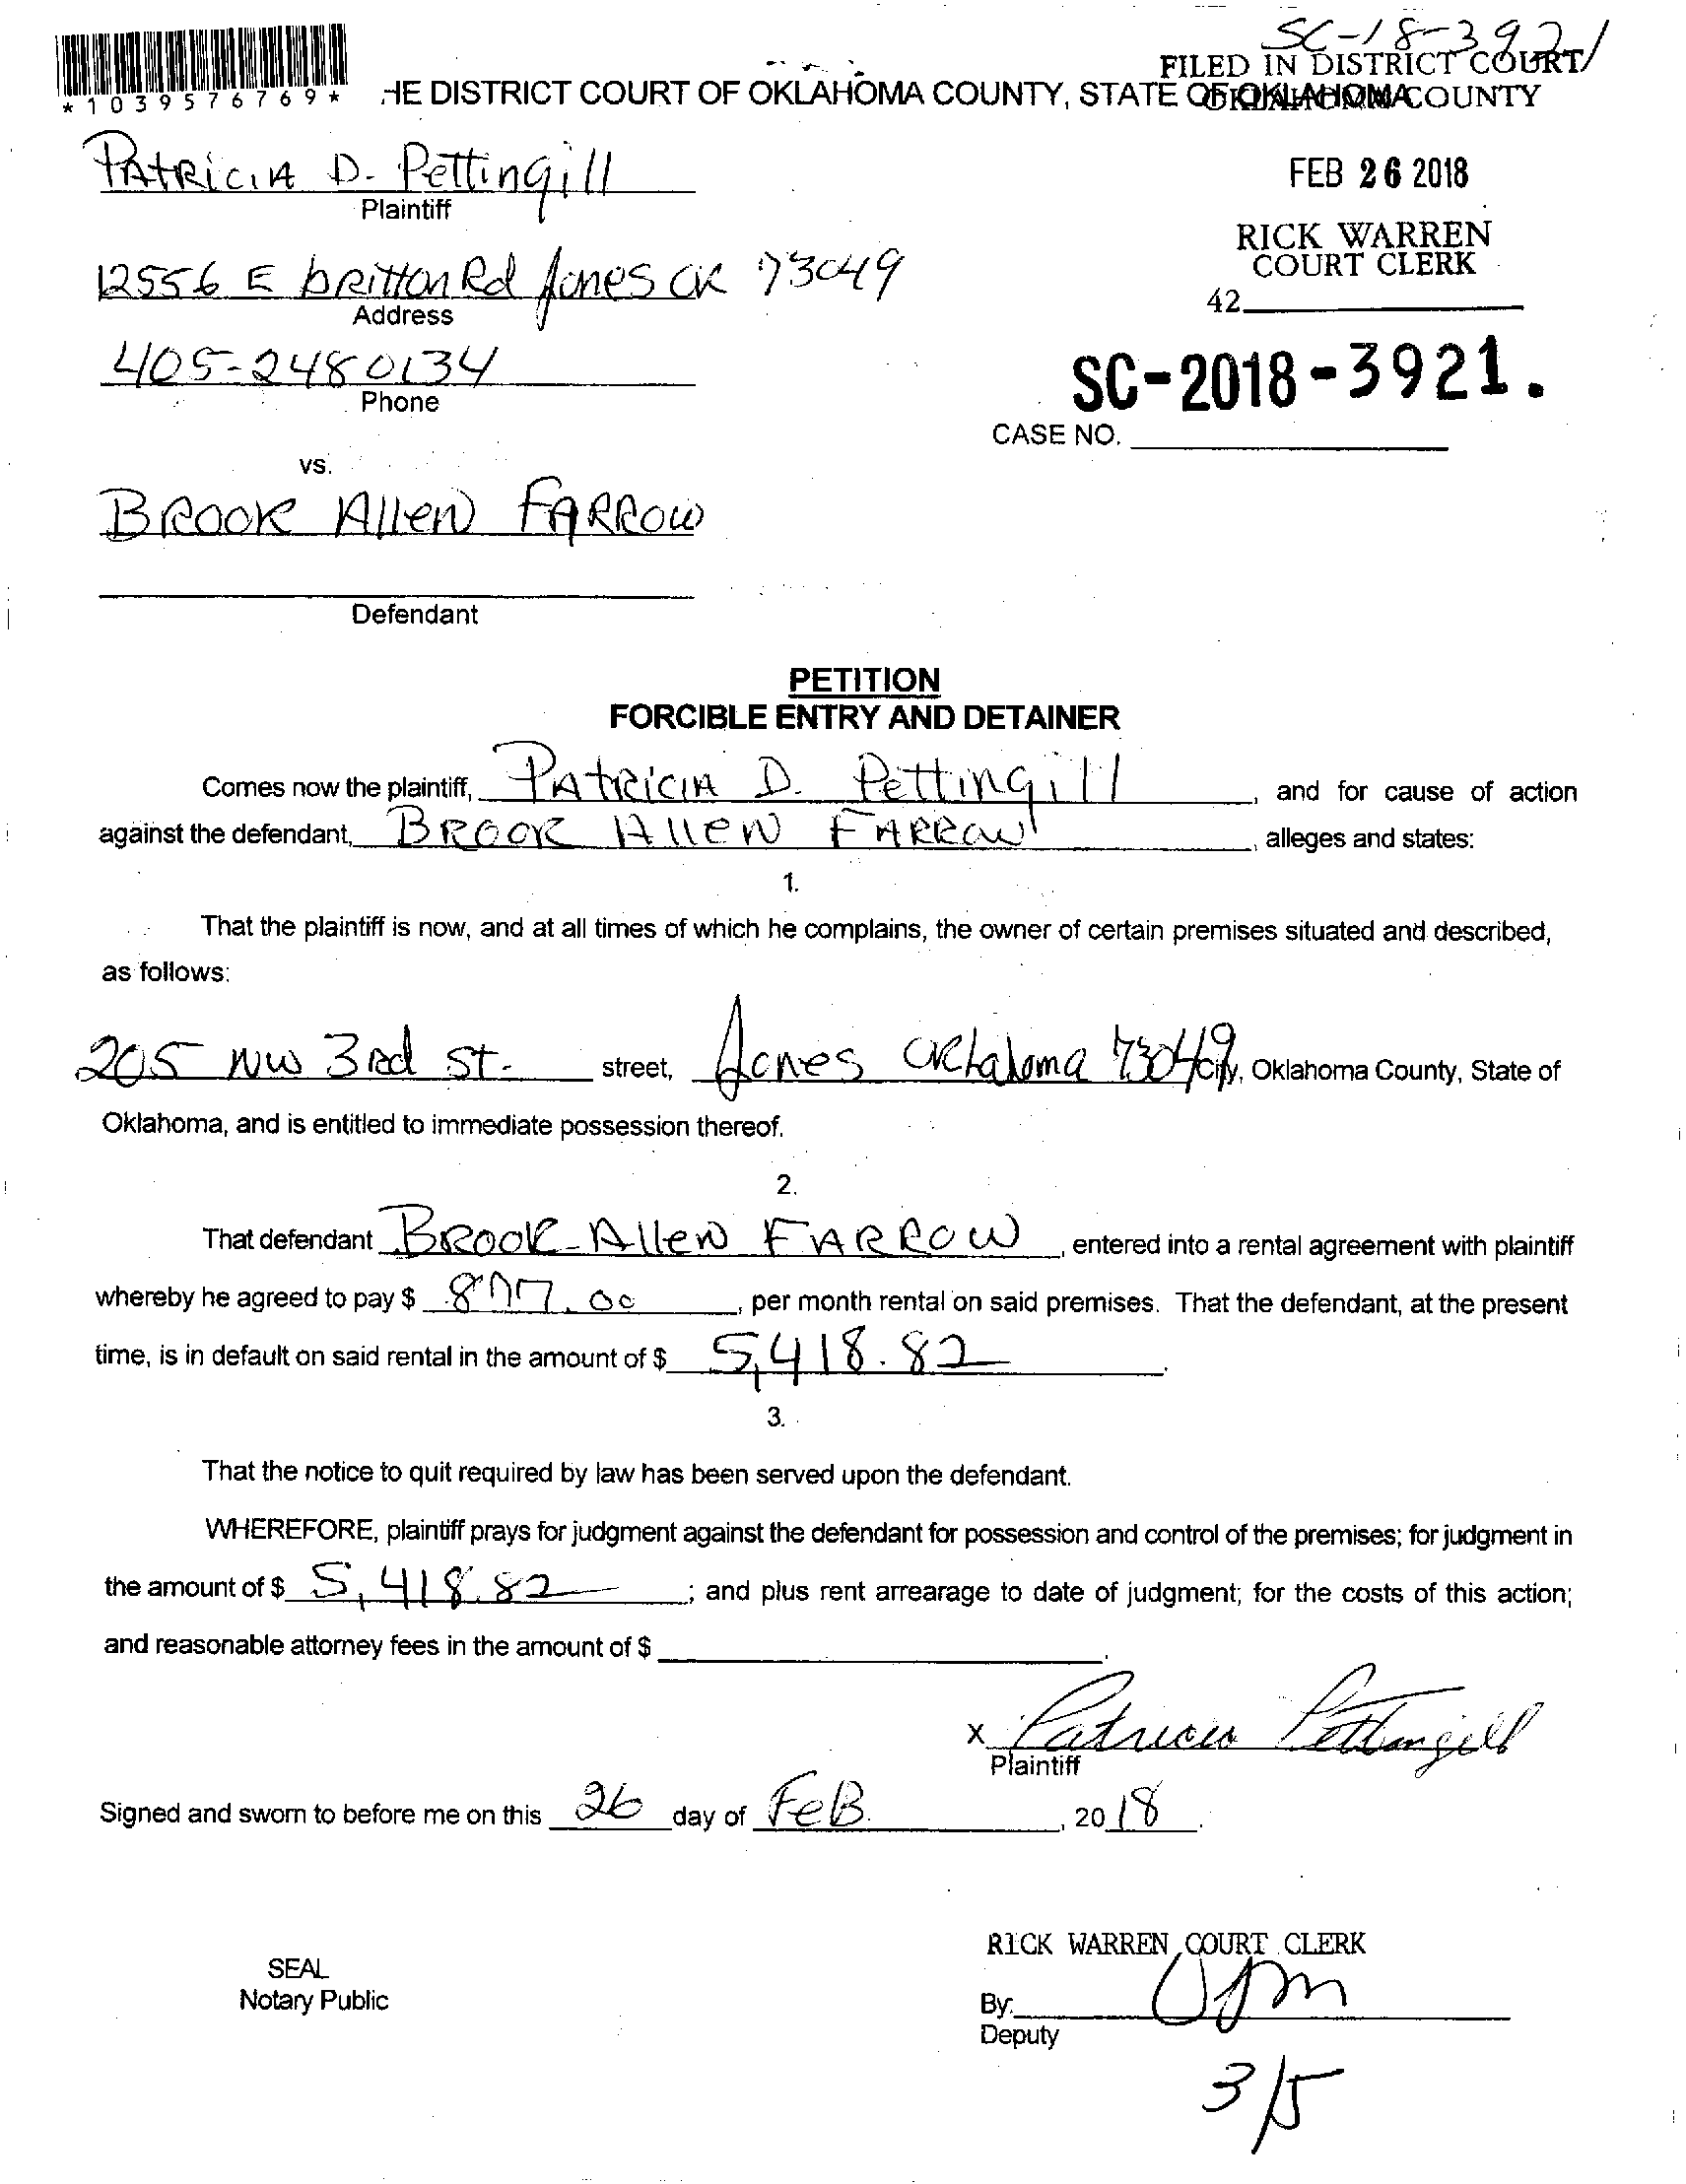 SC-18-3921
FILED IN DISTRICT COURT
*1039576769* HE DISTRICT COURT OF OKLAHOMA COUNTY, STATE OF OKLAHOMA
OKLAHOMA COUNTY
PAtRiciA D. Pettingill
Plaintiff
FEB 26 2018
RICK WARREN
COURT CLERK
12556 E bRittonRd Jones OK 73049
Address
42
405-2480134
Phone
SC-2018-3921.
CASE NO.
vs.
BROOK Allen FARROW
Defendant
PETITION
FORCIBLE ENTRY AND DETAINER
Comes now the plaintiff, PAtRiciA D. Pettingill, and for cause of action
against the defendant, BROOK Allen FARROW, alleges and states:
1.
That the plaintiff is now, and at all times of which he complains, the owner of certain premises situated and described,
as follows:
205 NW 3Rd St. street, Jones Oklahoma 73049 City, Oklahoma County, State of
Oklahoma, and is entitled to immediate possession thereof.
2.
That defendant BROOK Allen FARROW, entered into a rental agreement with plaintiff
whereby he agreed to pay $ .00, per month rental on said premises. That the defendant, at the present
time, is in default on said rental in the amount of $ 5,418.82.
3.
That the notice to quit required by law has been served upon the defendant.
WHEREFORE, plaintiff prays for judgment against the defendant for possession and control of the premises; for judgment in
the amount of $ 5,418.82; and plus rent arrearage to date of judgment; for the costs of this action;
and reasonable attorney fees in the amount of $ .
x Patricia Pettingill
Plaintiff
Signed and sworn to before me on this 26 day of FeB., 2018.
RICK WARREN, COURT CLERK
SEAL
Notary Public
By:
Deputy
3/5